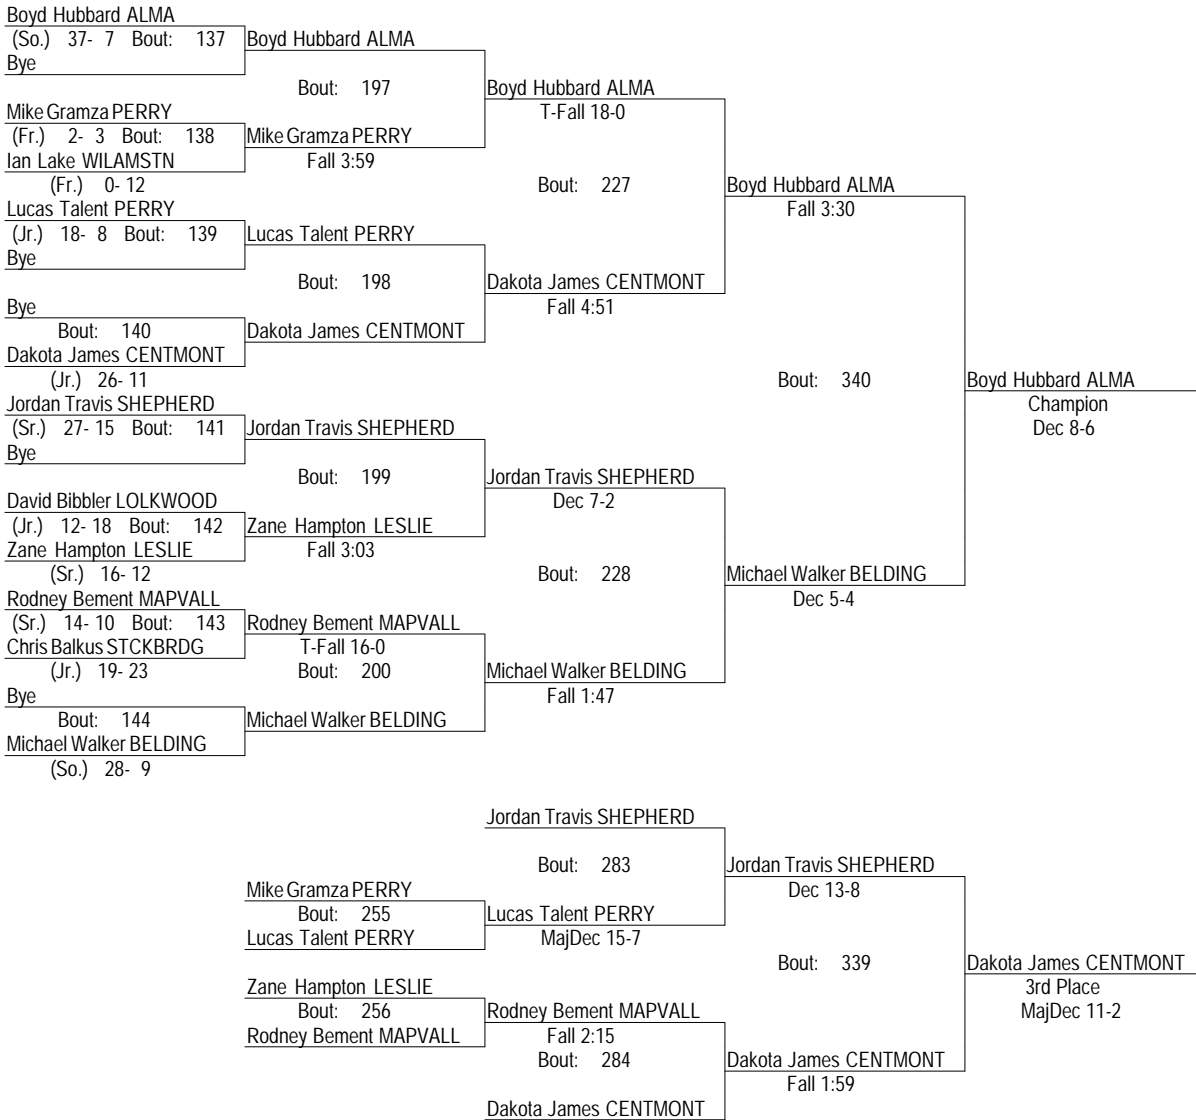 Boyd Hubbard ALMA
(So.) 37- 7 Bout: 137 Boyd Hubbard ALMA
Bye
Bout: 197 Boyd Hubbard ALMA
Mike Gramza PERRY T-Fall 18-0
(Fr.) 2- 3 Bout: 138 Mike Gramza PERRY
Ian Lake WILAMSTN Fall 3:59
(Fr.) 0- 12 Bout: 227 Boyd Hubbard ALMA
Lucas Talent PERRY Fall 3:30
(Jr.) 18- 8 Bout: 139 Lucas Talent PERRY
Bye
Bout: 198 Dakota James CENTMONT
Bye Fall 4:51
Bout: 140 Dakota James CENTMONT
Dakota James CENTMONT
(Jr.) 26- 11 Bout: 340 Boyd Hubbard ALMA
Jordan Travis SHEPHERD Champion
(Sr.) 27- 15 Bout: 141 Jordan Travis SHEPHERD Dec 8-6
Bye
Bout: 199 Jordan Travis SHEPHERD
David Bibbler LOLKWOOD Dec 7-2
(Jr.) 12- 18 Bout: 142 Zane Hampton LESLIE
Zane Hampton LESLIE Fall 3:03
(Sr.) 16- 12 Bout: 228 Michael Walker BELDING
Rodney Bement MAPVALL Dec 5-4
(Sr.) 14- 10 Bout: 143 Rodney Bement MAPVALL
Chris Balkus STCKBRDG T-Fall 16-0
(Jr.) 19- 23 Bout: 200 Michael Walker BELDING
Bye Fall 1:47
Bout: 144 Michael Walker BELDING
Michael Walker BELDING
(So.) 28- 9
Jordan Travis SHEPHERD
Bout: 283 Jordan Travis SHEPHERD
Mike Gramza PERRY Dec 13-8
Bout: 255 Lucas Talent PERRY
Lucas Talent PERRY MajDec 15-7
Bout: 339 Dakota James CENTMONT
Zane Hampton LESLIE 3rd Place
Bout: 256 Rodney Bement MAPVALL MajDec 11-2
Rodney Bement MAPVALL Fall 2:15
Bout: 284 Dakota James CENTMONT
Fall 1:59
Dakota James CENTMONT